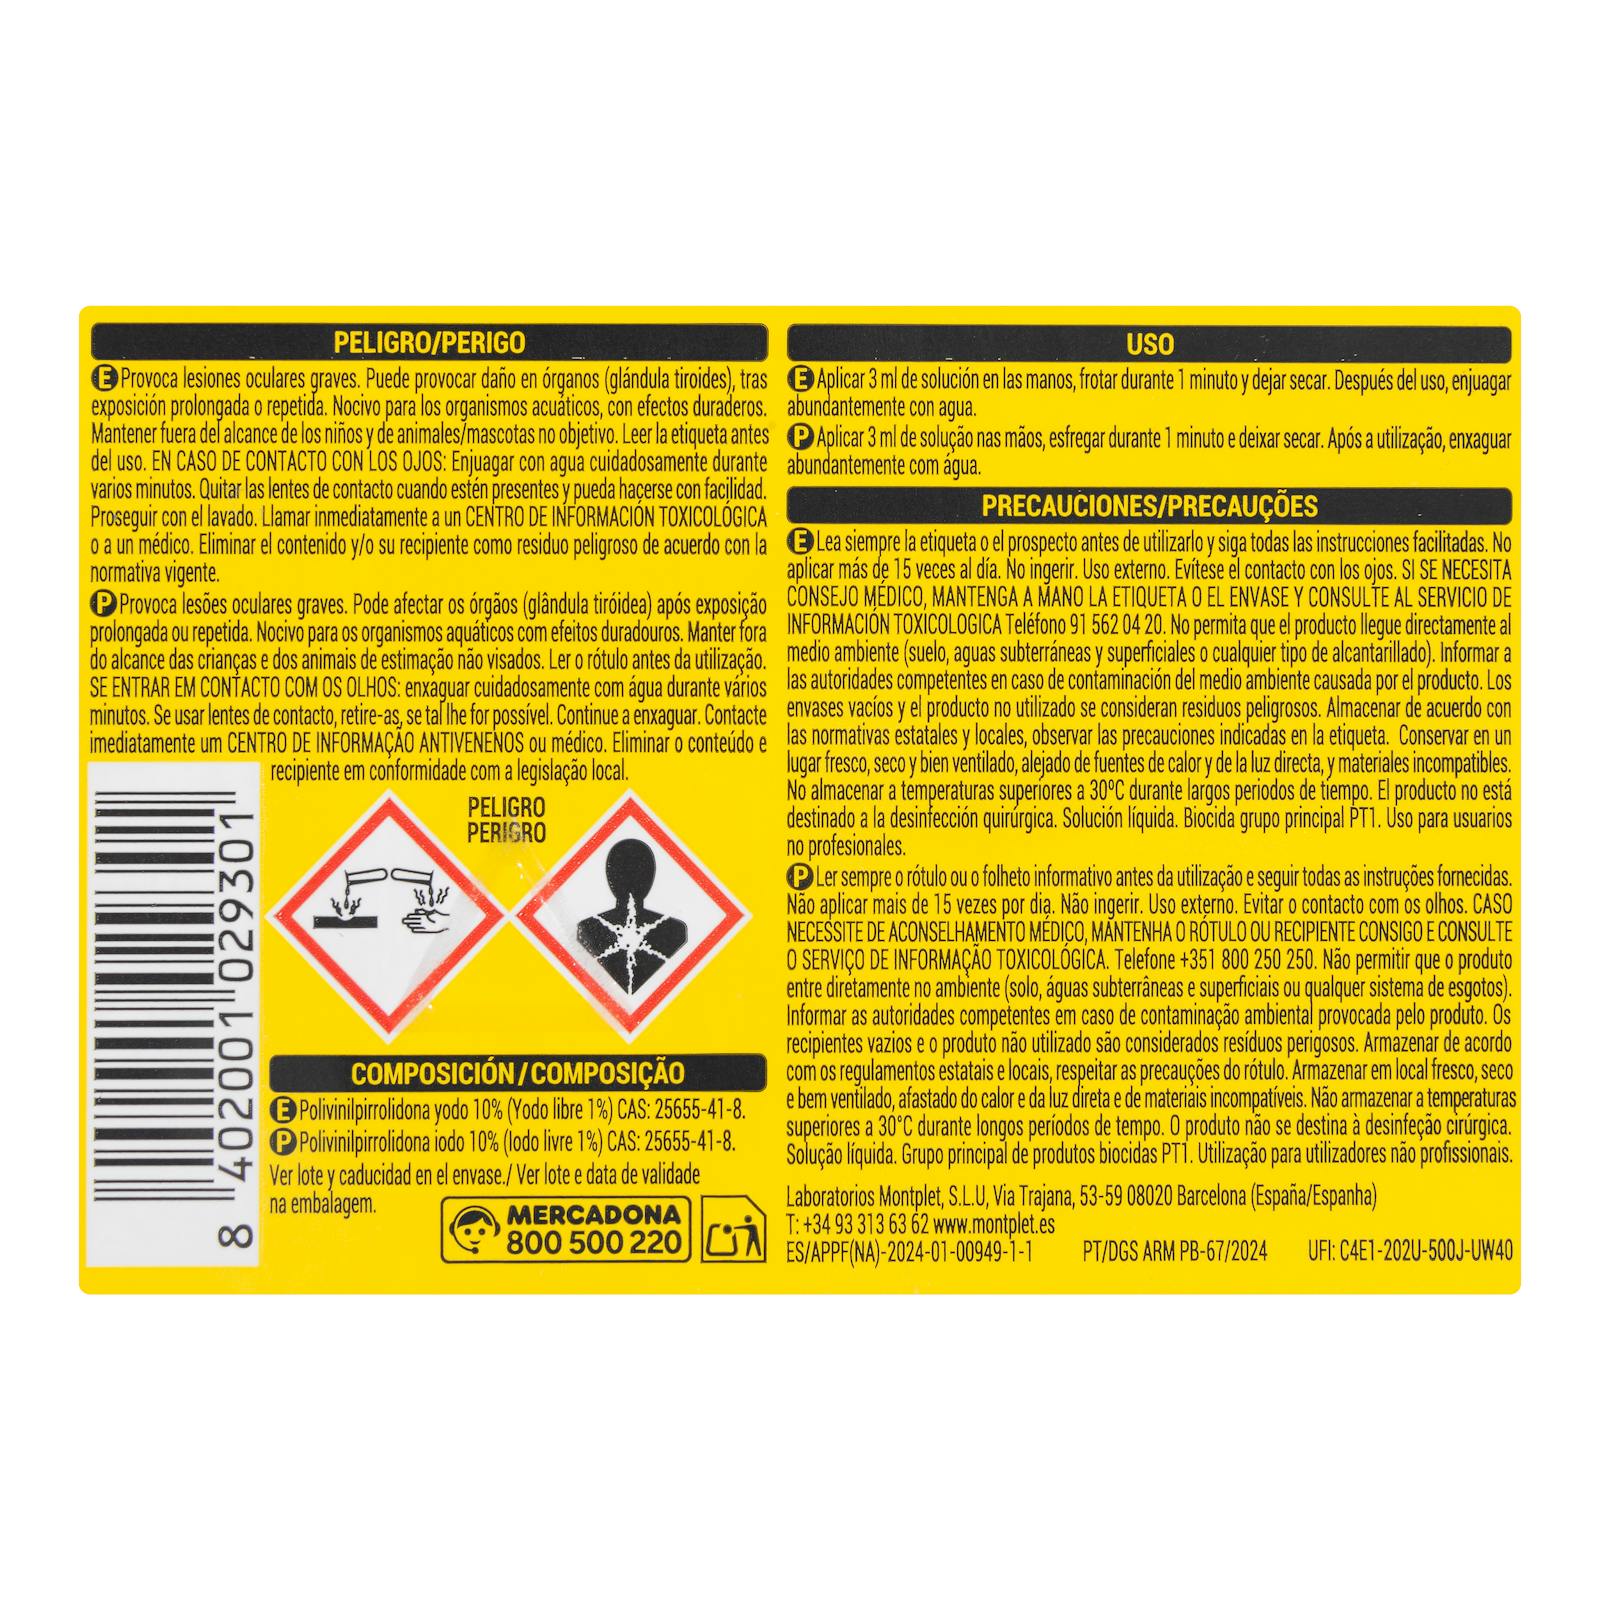 PELIGRO/PERIGO
E Provoca lesiones oculares graves. Puede provocar daño en órganos (glándula tiroides), tras
exposición prolongada o repetida. Nocivo para los organismos acuáticos, con efectos duraderos.
Mantener fuera del alcance de los niños y de animales/mascotas no objetivo. Leer la etiqueta antes
del uso. EN CASO DE CONTACTO CON LOS OJOS: Enjuagar con agua cuidadosamente durante
varios minutos. Quitar las lentes de contacto cuando estén presentes y pueda hacerse con facilidad.
Proseguir con el lavado. Llamar inmediatamente a un CENTRO DE INFORMACIÓN TOXICOLÓGICA
o a un médico. Eliminar el contenido y/o su recipiente como residuo peligroso de acuerdo con la
normativa vigente.
P Provoca lesões oculares graves. Pode afectar os órgãos (glândula tiróidea) após exposição
prolongada ou repetida. Nocivo para os organismos aquáticos com efeitos duradouros. Manter fora
do alcance das crianças e dos animais de estimação não visados. Ler o rótulo antes da utilização.
SE ENTRAR EM CONTACTO COM OS OLHOS: enxaguar cuidadosamente com água durante vários
minutos. Se usar lentes de contacto, retire-as, se tal lhe for possível. Continue a enxaguar. Contacte
imediatamente um CENTRO DE INFORMAÇÃO ANTIVENENOS ou médico. Eliminar o conteúdo e
recipiente em conformidade com a legislação local.
PELIGRO
PERIGRO
8 402001 029301
COMPOSICIÓN/COMPOSIÇÃO
E Polivinilpirrolidona yodo 10% (Yodo libre 1%) CAS: 25655-41-8.
P Polivinilpirrolidona iodo 10% (Iodo livre 1%) CAS: 25655-41-8.
Ver lote y caducidad en el envase./ Ver lote e data de validade
na embalagem.
MERCADONA
800 500 220
USO
E Aplicar 3 ml de solución en las manos, frotar durante 1 minuto y dejar secar. Después del uso, enjuagar
abundantemente con agua.
P Aplicar 3 ml de solução nas mãos, esfregar durante 1 minuto e deixar secar. Após a utilização, enxaguar
abundantemente com água.
PRECAUCIONES/PRECAUÇÕES
E Lea siempre la etiqueta o el prospecto antes de utilizarlo y siga todas las instrucciones facilitadas. No
aplicar más de 15 veces al día. No ingerir. Uso externo. Evítese el contacto con los ojos. SI SE NECESITA
CONSEJO MÉDICO, MANTENGA A MANO LA ETIQUETA O EL ENVASE Y CONSULTE AL SERVICIO DE
INFORMACIÓN TOXICOLOGICA Teléfono 91 562 04 20. No permita que el producto llegue directamente al
medio ambiente (suelo, aguas subterráneas y superficiales o cualquier tipo de alcantarillado). Informar a
las autoridades competentes en caso de contaminación del medio ambiente causada por el producto. Los
envases vacíos y el producto no utilizado se consideran residuos peligrosos. Almacenar de acuerdo con
las normativas estatales y locales, observar las precauciones indicadas en la etiqueta. Conservar en un
lugar fresco, seco y bien ventilado, alejado de fuentes de calor y de la luz directa, y materiales incompatibles.
No almacenar a temperaturas superiores a 30ºC durante largos periodos de tiempo. El producto no está
destinado a la desinfección quirúrgica. Solución líquida. Biocida grupo principal PT1. Uso para usuarios
no profesionales.
P Ler sempre o rótulo ou o folheto informativo antes da utilização e seguir todas as instruções fornecidas.
Não aplicar mais de 15 vezes por dia. Não ingerir. Uso externo. Evitar o contacto com os olhos. CASO
NECESSITE DE ACONSELHAMENTO MÉDICO, MANTENHA O RÓTULO OU RECIPIENTE CONSIGO E CONSULTE
O SERVIÇO DE INFORMAÇÃO TOXICOLÓGICA. Telefone +351 800 250 250. Não permitir que o produto
entre diretamente no ambiente (solo, águas subterrâneas e superficiais ou qualquer sistema de esgotos).
Informar as autoridades competentes em caso de contaminação ambiental provocada pelo produto. Os
recipientes vazios e o produto não utilizado são considerados resíduos perigosos. Armazenar de acordo
com os regulamentos estatais e locais, respeitar as precauções do rótulo. Armazenar em local fresco, seco
e bem ventilado, afastado do calor e da luz direta e de materiais incompatíveis. Não armazenar a temperaturas
superiores a 30°C durante longos períodos de tempo. O produto não se destina à desinfeção cirúrgica.
Solução líquida. Grupo principal de produtos biocidas PT1. Utilização para utilizadores não profissionais.
Laboratorios Montplet, S.L.U, Via Trajana, 53-59 08020 Barcelona (España/Espanha)
T: +34 93 313 63 62 www.montplet.es
ES/APPF(NA)-2024-01-00949-1-1 PT/DGS ARM PB-67/2024 UFI: C4E1-202U-500J-UW40